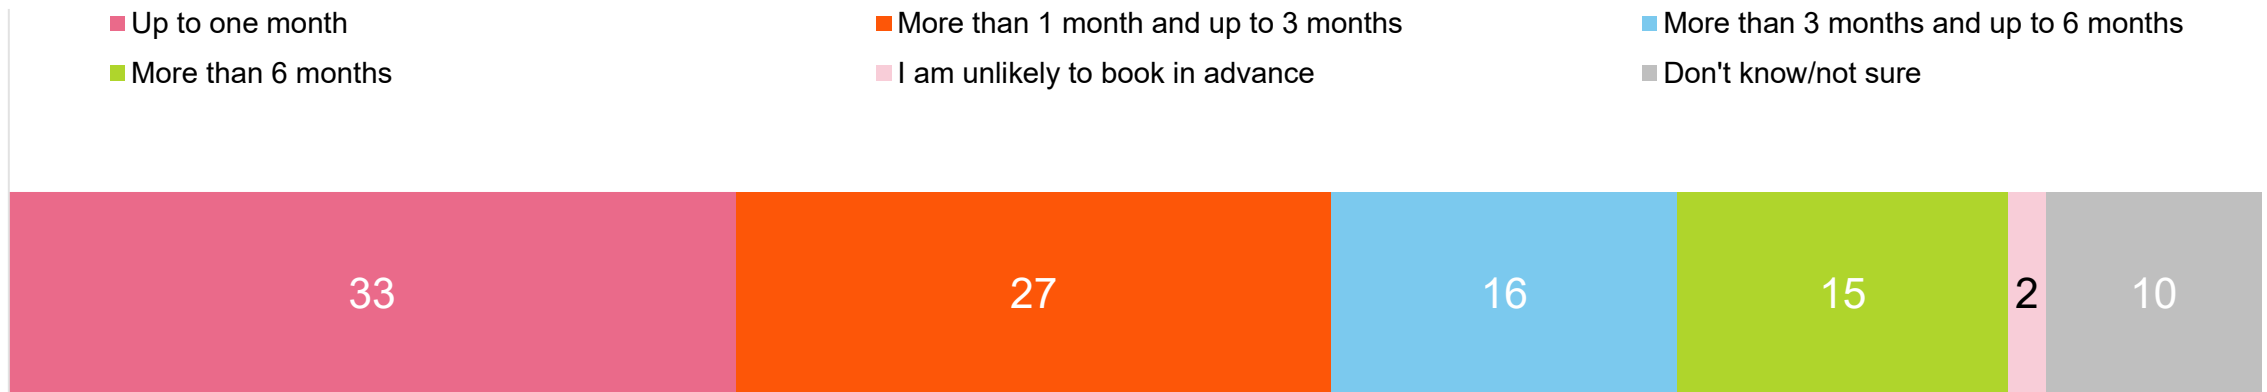 Up to one month More than 1 month and up to 3 months More than 3 months and up to 6 months
More than 6 months I am unlikely to book in advance Don't know/not sure
33 27 16 15 2 10